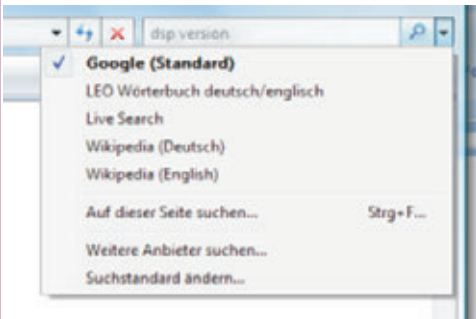 dsp version
Google (Standard)
LEO Wörterbuch deutsch/englisch
Live Search
Wikipedia (Deutsch)
Wikipedia (English)
Auf dieser Seite suchen... Strg+F...
Weitere Anbieter suchen...
Suchstandard ändern...